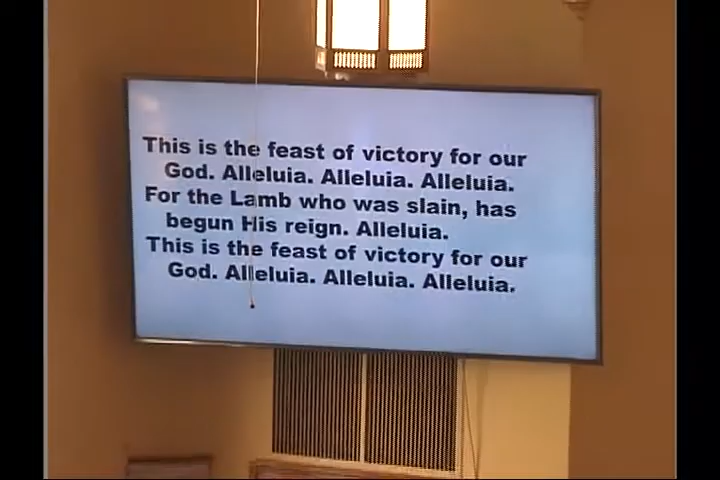 This is the feast of victory for our
God. Alleluia. Alleluia. Alleluia.
For the Lamb who was slain, has
begun His reign. Alleluia.
This is the feast of victory for our
God. Alleluia. Alleluia. Alleluia.